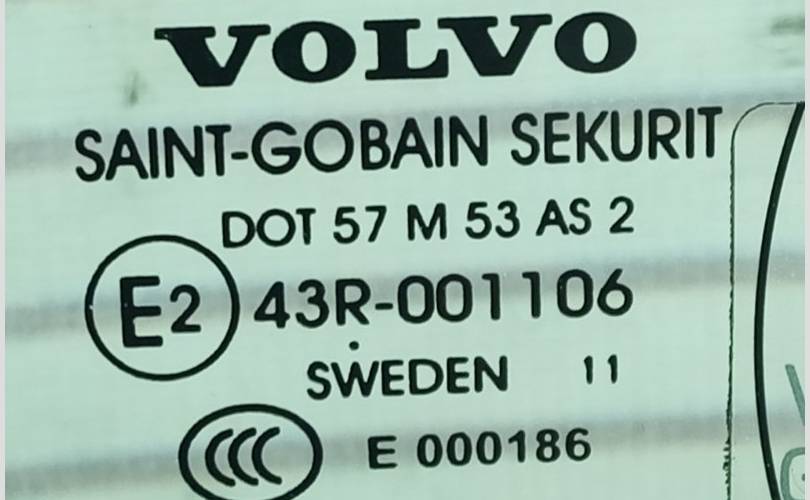 VOLVO
SAINT-GOBAIN SEKURIT
DOT 57 M 53 AS 2
E2 43R-001106
SWEDEN 11
CCC E 000186